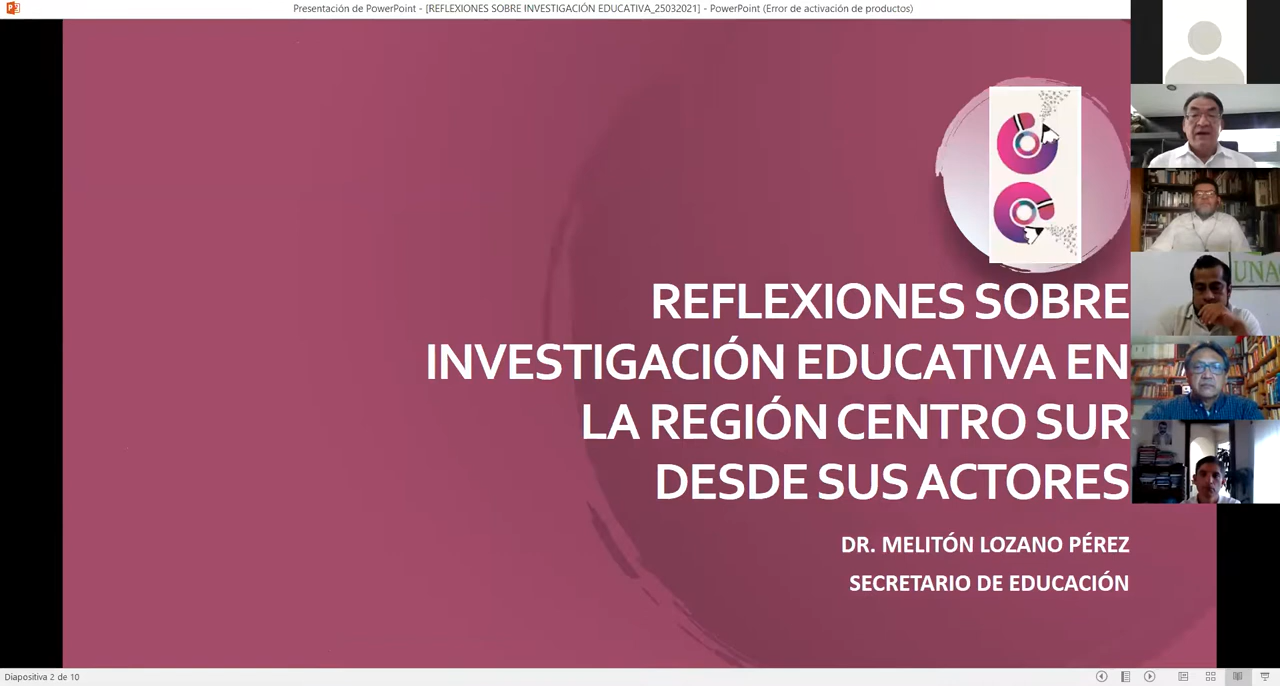 Presentación de PowerPoint - [REFLEXIONES SOBRE INVESTIGACIÓN EDUCATIVA_25032021] - PowerPoint (Error de activación de productos)
REFLEXIONES SOBRE
INVESTIGACIÓN EDUCATIVA EN
LA REGIÓN CENTRO SUR
DESDE SUS ACTORES
DR. MELITÓN LOZANO PÉREZ
SECRETARIO DE EDUCACIÓN
UNA
Diapositiva 2 de 10